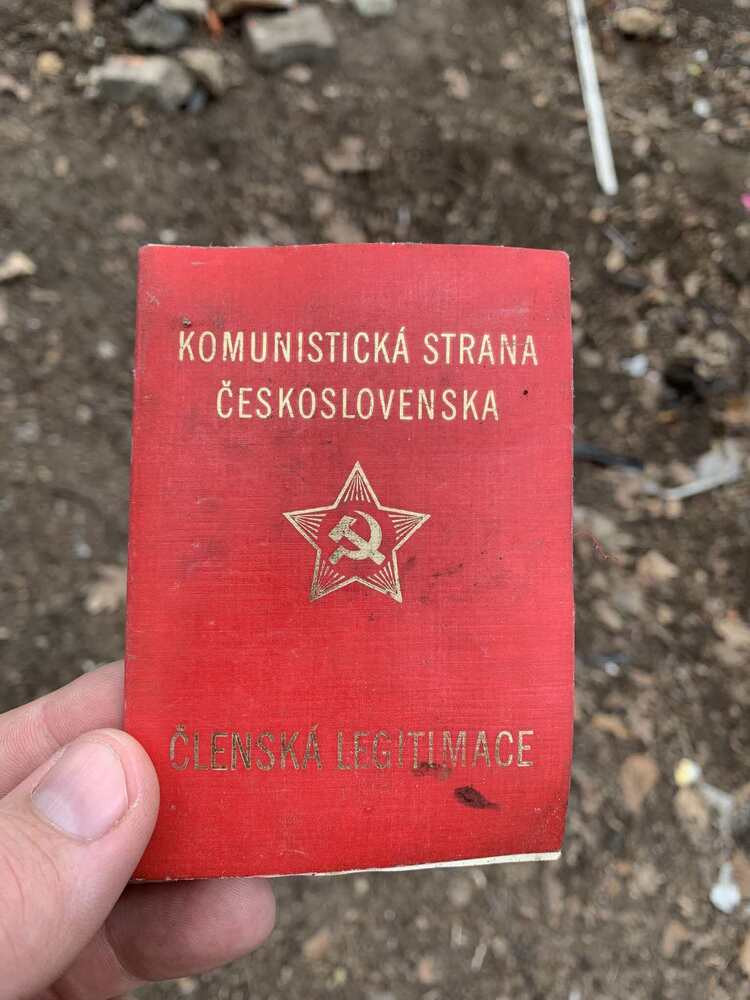 KOMUNISTICKÁ STRANA
ČESKOSLOVENSKA
ČLENSKÁ LEGITIMACE